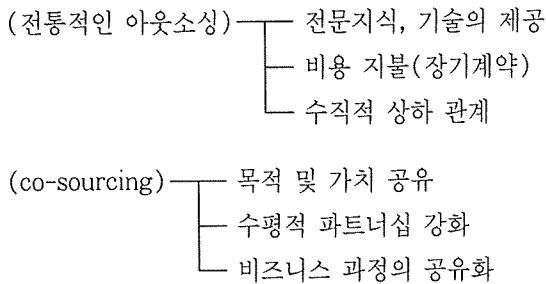 (전통적인 아웃소싱) 전문지식, 기술의 제공
비용 지불(장기계약)
수직적 상하 관계
(co-sourcing) 목적 및 가치 공유
수평적 파트너십 강화
비즈니스 과정의 공유화